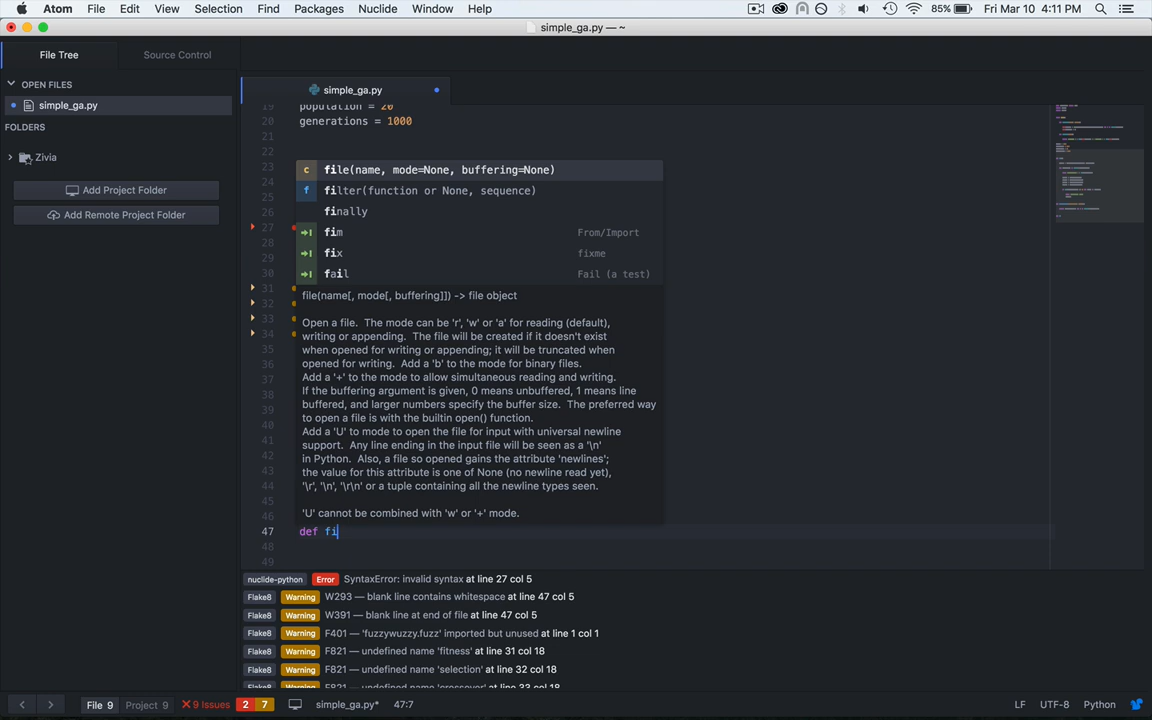 Atom File Edit View Selection Find Packages Nuclide Window Help 85% Fri Mar 10 4:11 PM
simple_ga.py — ~
File Tree Source Control
OPEN FILES
simple_ga.py
FOLDERS
Zivia
Add Project Folder
Add Remote Project Folder
simple_ga.py
19 population = 20
20 generations = 1000
21
22
23
24
25
26
27
28
29
30
31
32
33
34
35
36
37
38
39
40
41
42
43
44
45
46
47 def fi
48
49
c file(name, mode=None, buffering=None)
f filter(function or None, sequence)
finally
fim From/Import
fix fixme
fail Fail (a test)
file(name[, mode[, buffering]]) -> file object
Open a file. The mode can be 'r', 'w' or 'a' for reading (default),
writing or appending. The file will be created if it doesn't exist
when opened for writing or appending; it will be truncated when
opened for writing. Add a 'b' to the mode for binary files.
Add a '+' to the mode to allow simultaneous reading and writing.
If the buffering argument is given, 0 means unbuffered, 1 means line
buffered, and larger numbers specify the buffer size. The preferred way
to open a file is with the builtin open() function.
Add a 'U' to mode to open the file for input with universal newline
support. Any line ending in the input file will be seen as a '\n'
in Python. Also, a file so opened gains the attribute 'newlines';
the value for this attribute is one of None (no newline read yet),
'\r', '\n', '\r\n' or a tuple containing all the newline types seen.
'U' cannot be combined with 'w' or '+' mode.
nuclide-python Error SyntaxError: invalid syntax at line 27 col 5
Flake8 Warning W293 — blank line contains whitespace at line 47 col 5
Flake8 Warning W391 — blank line at end of file at line 47 col 5
Flake8 Warning F401 — 'fuzzywuzzy.fuzz' imported but unused at line 1 col 1
Flake8 Warning F821 — undefined name 'fitness' at line 31 col 18
Flake8 Warning F821 — undefined name 'selection' at line 32 col 18
Flake8 Warning F821 — undefined name 'crossover' at line 33 col 18
File 9 Project 9 9 Issues 2 7 simple_ga.py* 47:7 LF UTF-8 Python